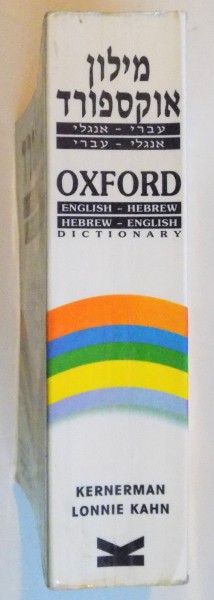 מילון
אוקספורד
עברי - אנגלי
אנגלי - עברי
OXFORD
ENGLISH - HEBREW
HEBREW - ENGLISH
DICTIONARY
KERNERMAN
LONNIE KAHN
K